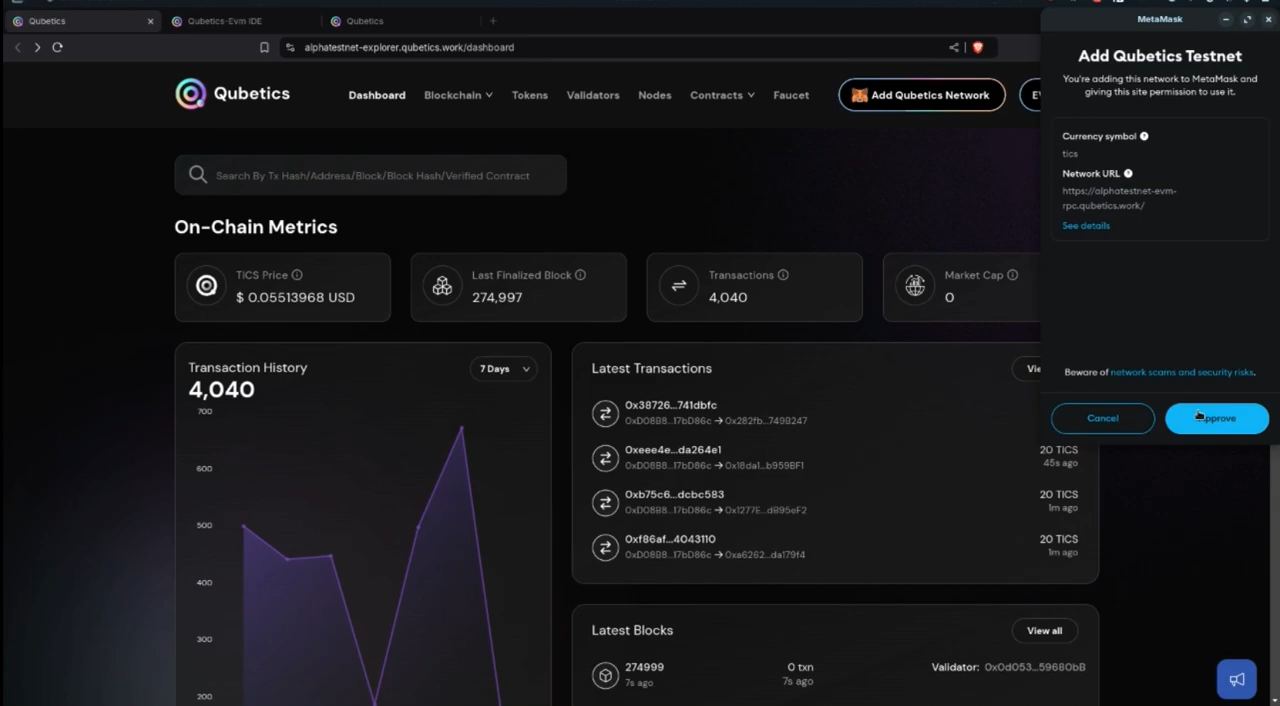 Qubetics
Qubetics-Evm IDE
Qubetics
alphatestnet-explorer.qubetics.work/dashboard
Qubetics
Dashboard
Blockchain
Tokens
Validators
Nodes
Contracts
Faucet
Add Qubetics Network
Search By Tx Hash/Address/Block/Block Hash/Verified Contract
On-Chain Metrics
TICS Price
$ 0.05513968 USD
Last Finalized Block
274,997
Transactions
4,040
Market Cap
0
Transaction History
4,040
7 Days
700
600
500
400
300
200
Latest Transactions
0x38726...741dbfc
0xD08B8...17bD86c → 0x282fb...749B247
0xeee4e...da264e1
0xD08B8...17bD86c → 0x18da1...b959BF1
20 TICS
45s ago
0xb75c6...dcbc583
0xD08B8...17bD86c → 0x1277E...dB95eF2
20 TICS
1m ago
0xf86af...4043110
0xD08B8...17bD86c → 0xa6262...da179f4
20 TICS
1m ago
Latest Blocks
View all
274999
7s ago
0 txn
7s ago
Validator: 0x0d053...59680bB
MetaMask
Add Qubetics Testnet
You're adding this network to MetaMask and
giving this site permission to use it.
Currency symbol
tics
Network URL
https://alphatestnet-evm-
rpc.qubetics.work/
See details
Beware of network scams and security risks.
Cancel
Approve